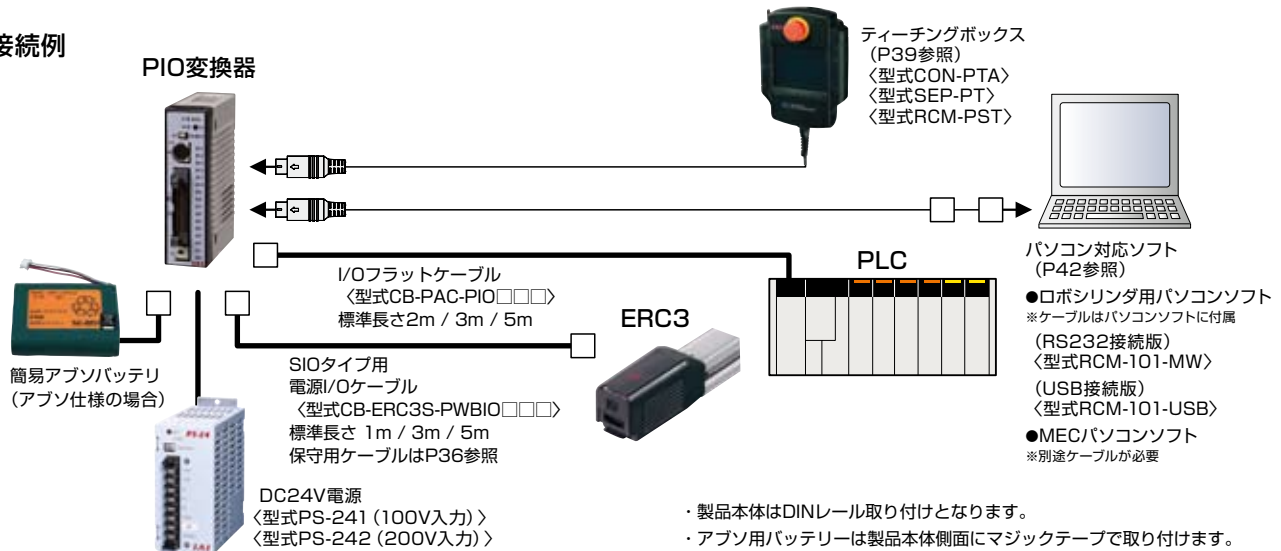 接続例
PIO変換器
ティーチングボックス
(P39参照)
〈型式CON-PTA〉
〈型式SEP-PT〉
〈型式RCM-PST〉
I/Oフラットケーブル
〈型式CB-PAC-PIO□□□〉
標準長さ2m / 3m / 5m
PLC
パソコン対応ソフト
(P42参照)
●ロボシリンダ用パソコンソフト
※ケーブルはパソコンソフトに付属
(RS232接続版)
〈型式RCM-101-MW〉
(USB接続版)
〈型式RCM-101-USB〉
●MECパソコンソフト
※別途ケーブルが必要
ERC3
簡易アブソバッテリ
(アブソ仕様の場合)
SIOタイプ用
電源I/Oケーブル
〈型式CB-ERC3S-PWBIO□□□〉
標準長さ 1m / 3m / 5m
保守用ケーブルはP36参照
PS-24
DC24V電源
〈型式PS-241 (100V入力) 〉
〈型式PS-242 (200V入力) 〉
・製品本体はDINレール取り付けとなります。
・アブソ用バッテリーは製品本体側面にマジックテープで取り付けます。